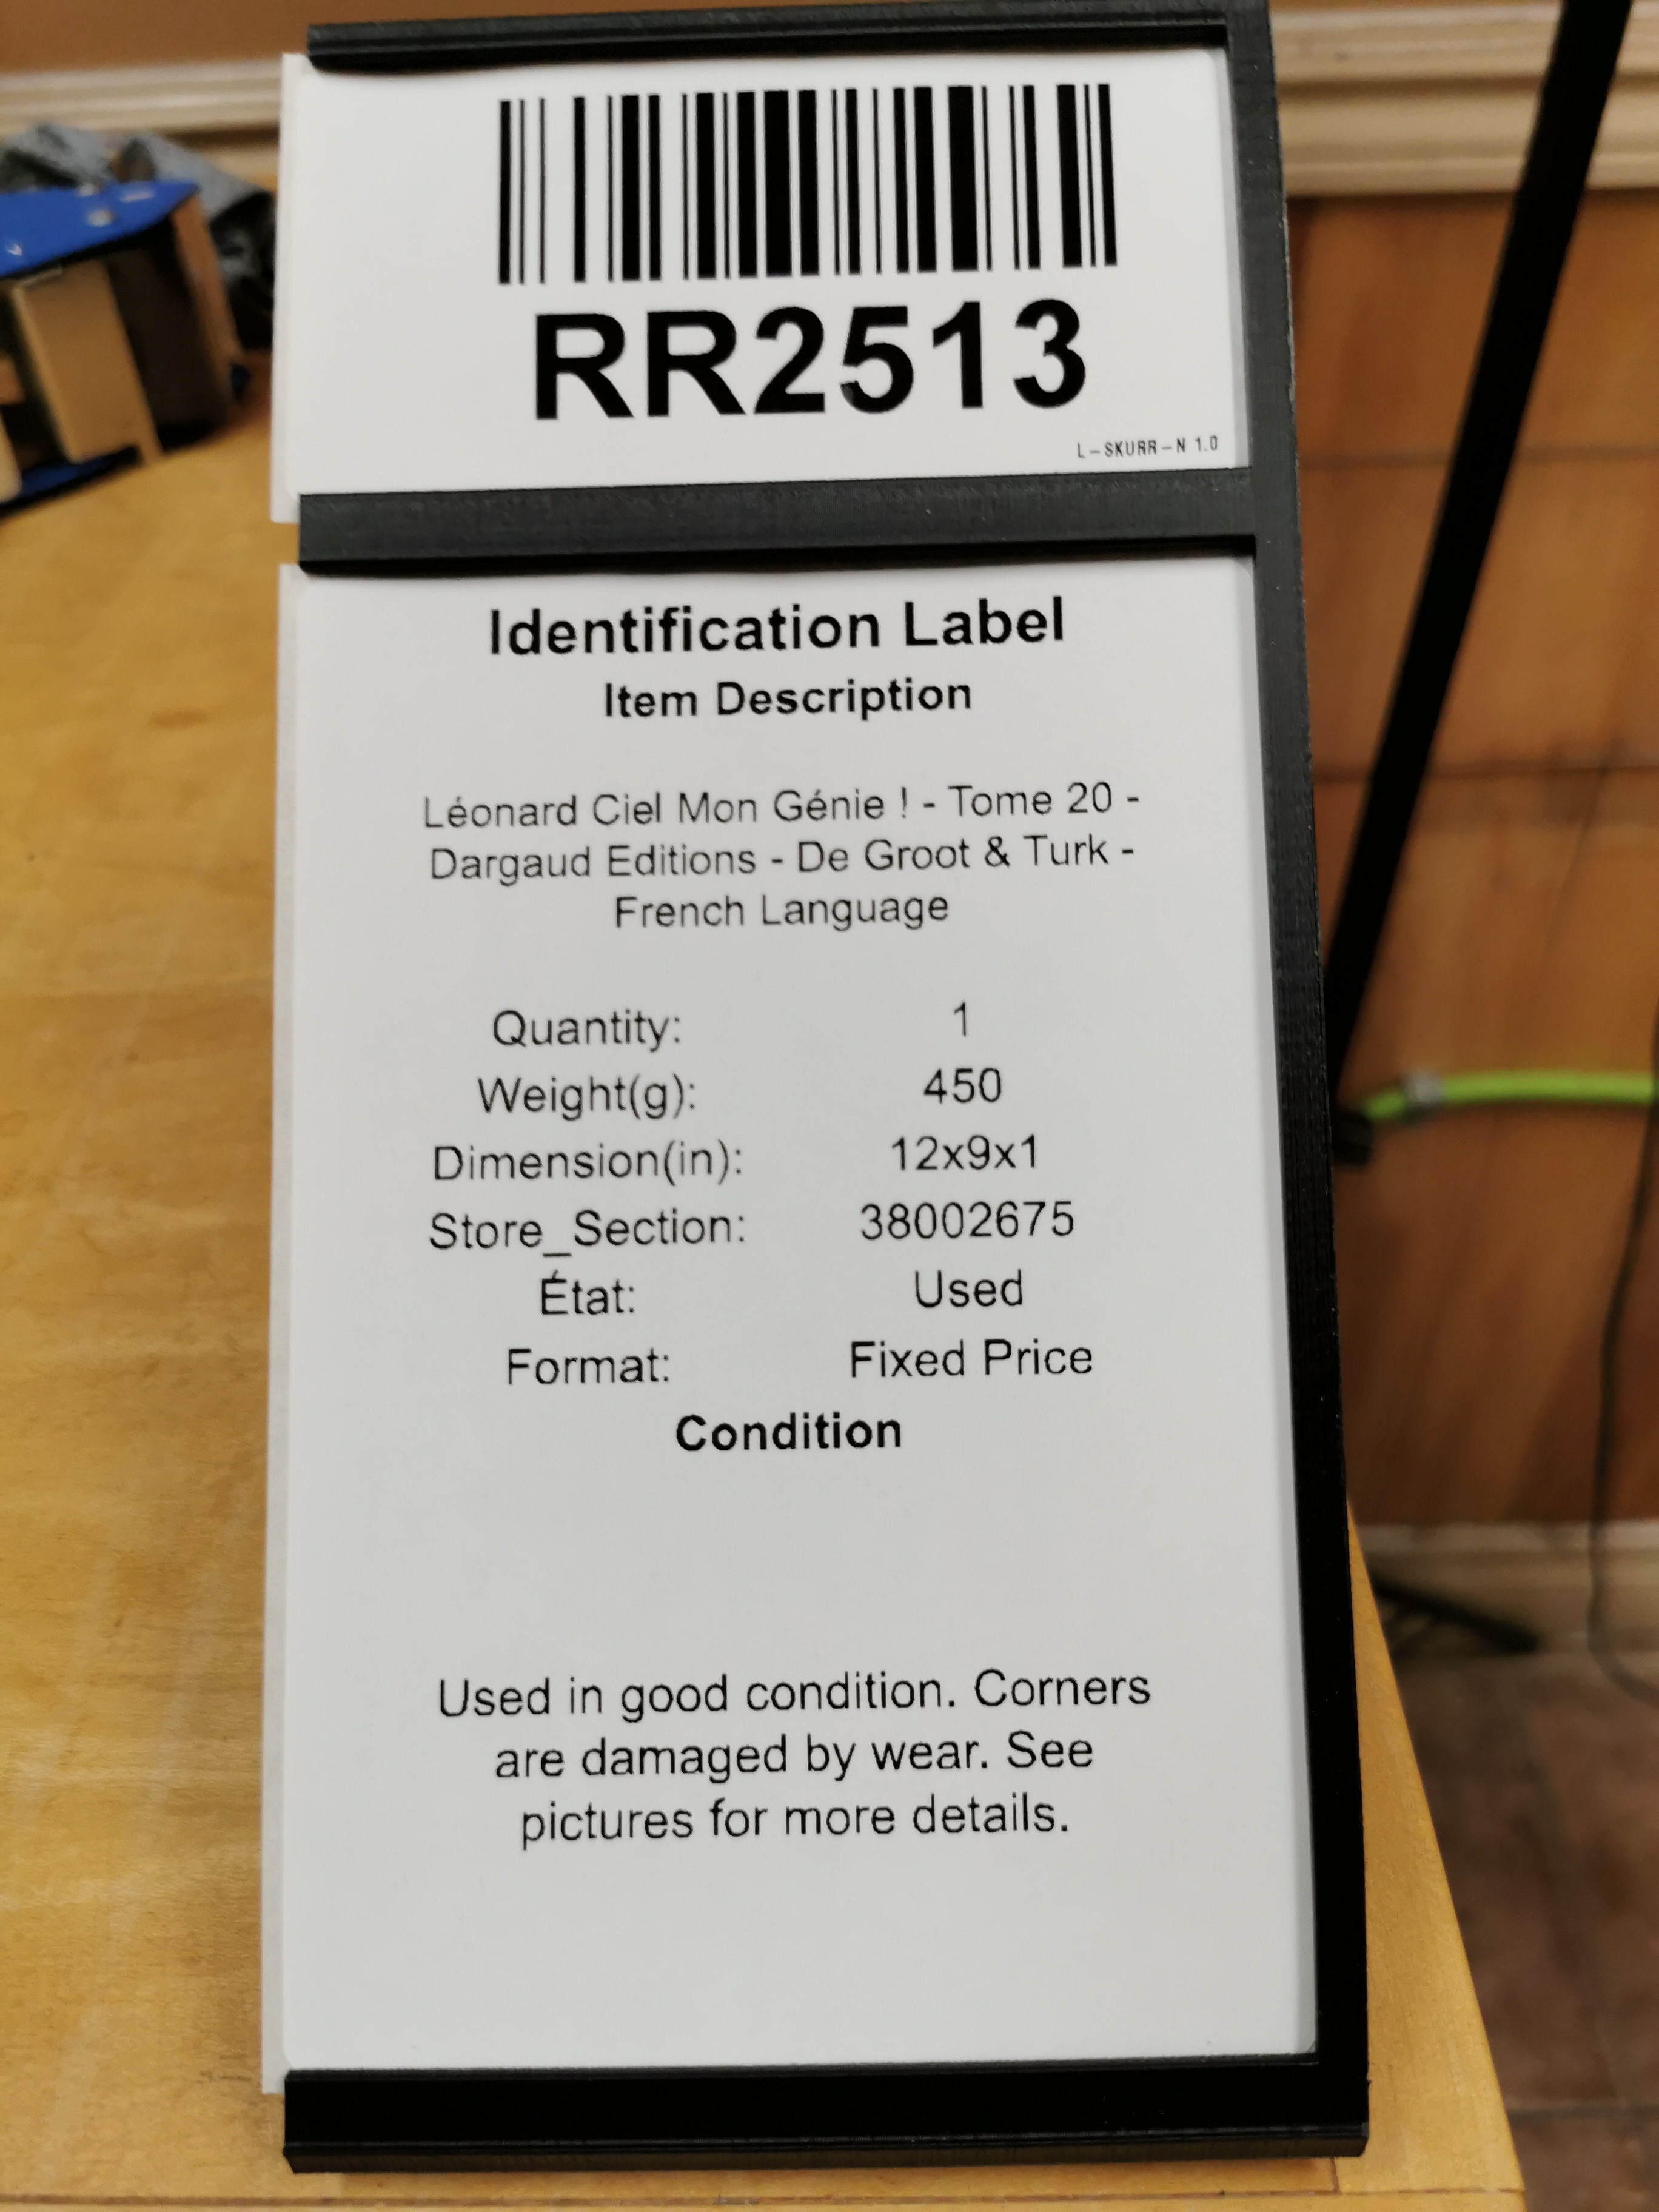 RR2513
L-SKURR-N 1.0
Identification Label
Item Description
Léonard Ciel Mon Génie ! - Tome 20 -
Dargaud Editions - De Groot & Turk -
French Language
Quantity: 1
Weight(g): 450
Dimension(in): 12x9x1
Store_Section: 38002675
État: Used
Format: Fixed Price
Condition
Used in good condition. Corners
are damaged by wear. See
pictures for more details.